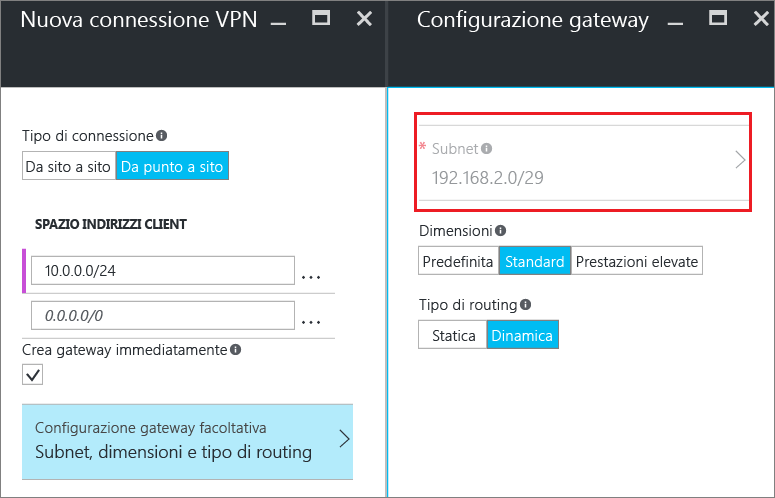 Nuova connessione VPN
Tipo di connessione
Da sito a sito
Da punto a sito
SPAZIO INDIRIZZI CLIENT
10.0.0.0/24
...
0.0.0.0/0
...
Crea gateway immediatamente
Configurazione gateway facoltativa
Subnet, dimensioni e tipo di routing
Configurazione gateway
* Subnet
192.168.2.0/29
Dimensioni
Predefinita
Standard
Prestazioni elevate
Tipo di routing
Statica
Dinamica